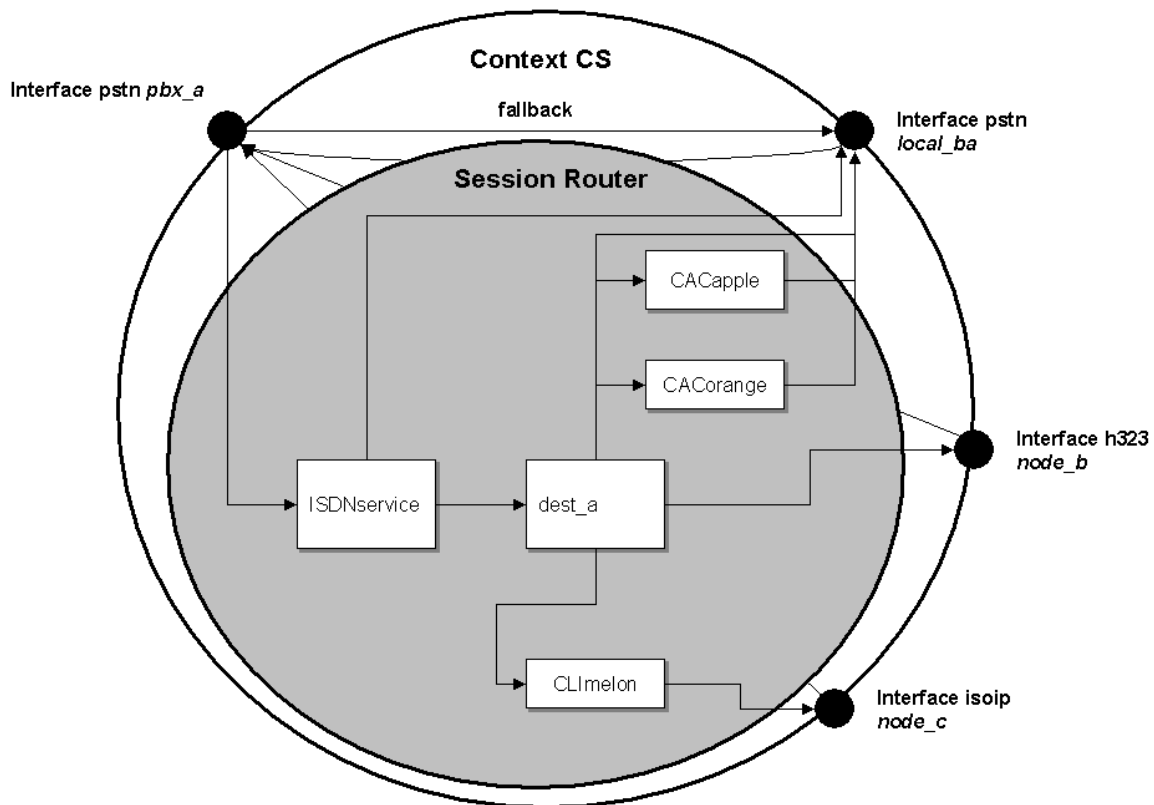 Context CS
Interface pstn pbx_a
fallback
Interface pstn
local_ba
Session Router
CACapple
CACorange
Interface h323
node_b
ISDNservice
dest_a
CLImelon
Interface isoip
node_c